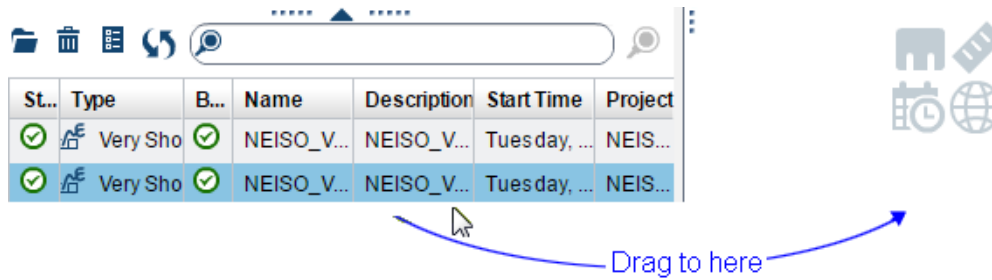 St... Type B... Name Description Start Time Project
Very Sho NEISO_V... NEISO_V... Tuesday, ... NEIS...
Very Sho NEISO_V... NEISO_V... Tuesday, ... NEIS...
Drag to here